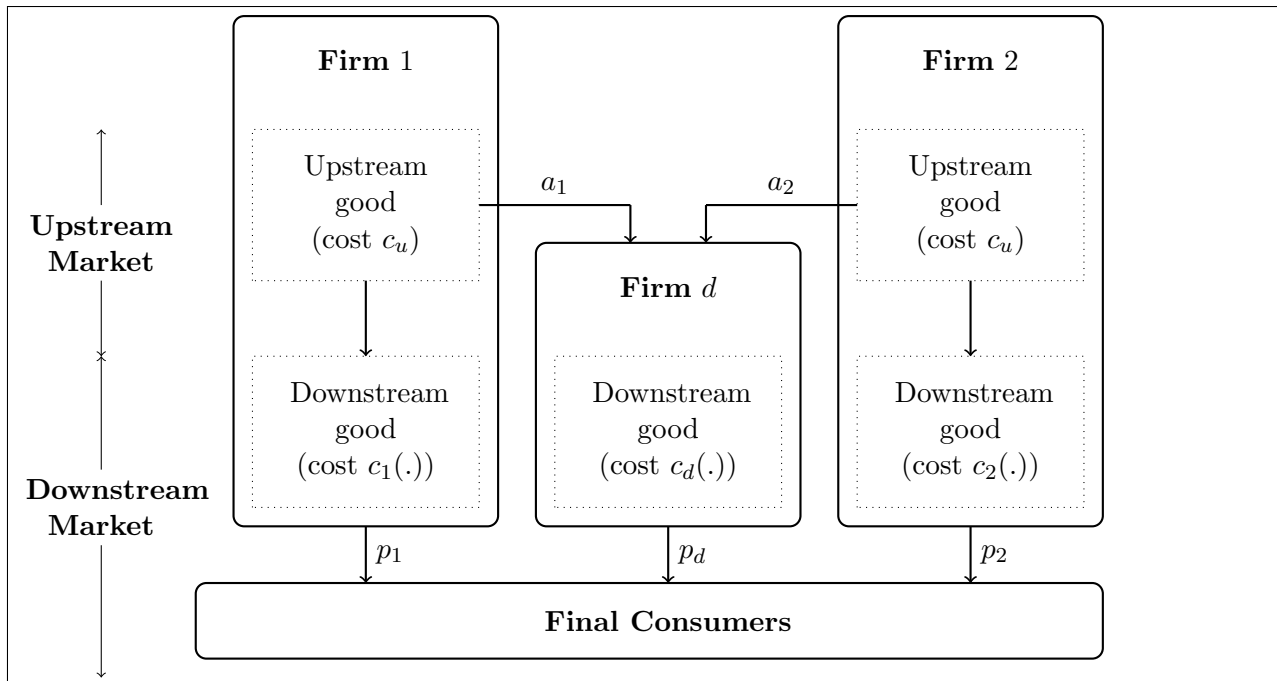 Firm 1
Firm 2
Upstream
good
(cost c_u)
a_1
a_2
Upstream
good
(cost c_u)
Upstream
Market
Firm d
Downstream
good
(cost c_1(.))
Downstream
good
(cost c_d(.))
Downstream
good
(cost c_2(.))
Downstream
Market
p_1
p_d
p_2
Final Consumers